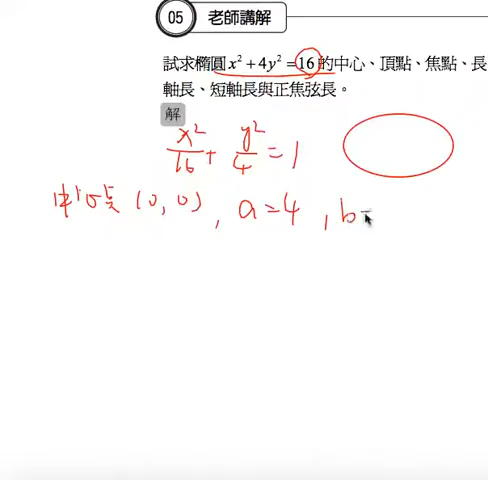 05 老師講解
試求橢圓 x² + 4y² = 16 的中心、頂點、焦點、長
軸長、短軸長與正焦弦長。
解
x²/16 + y²/4 = 1
中心点 (0, 0), a = 4, b